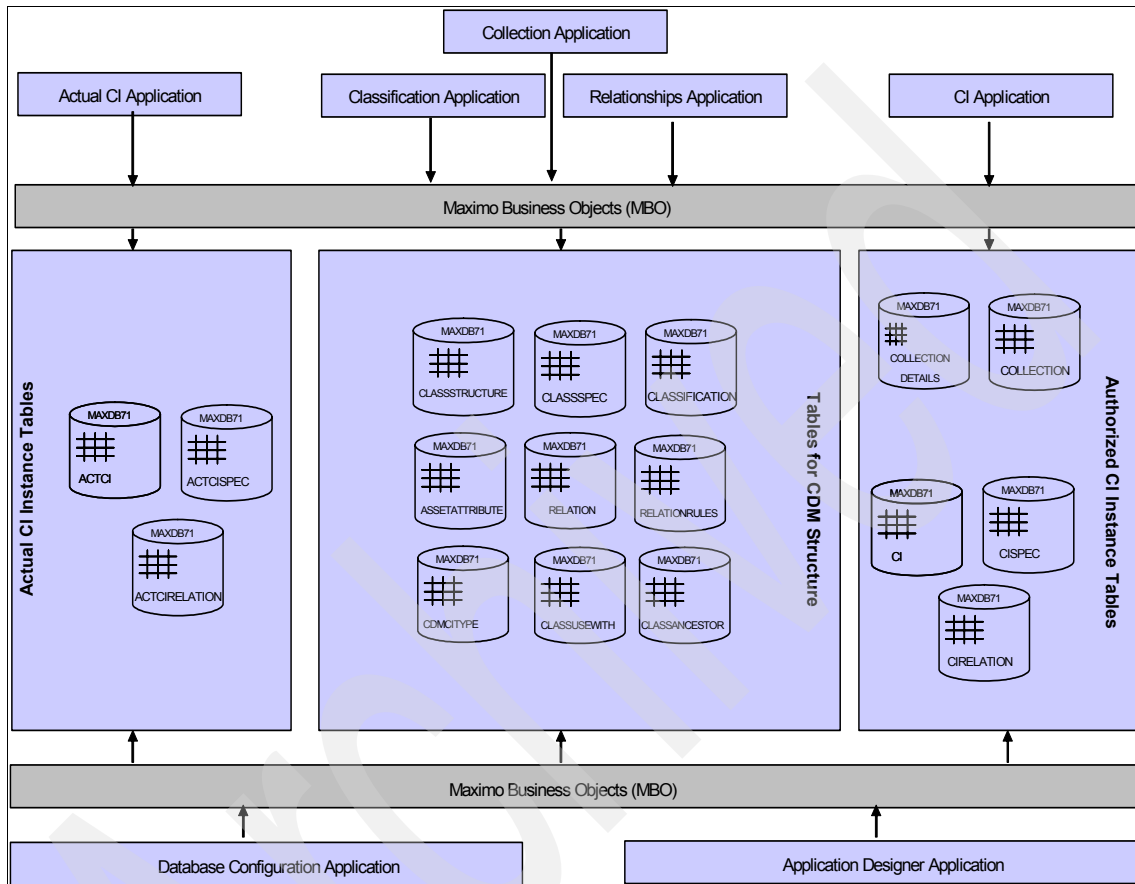 Collection Application
Actual CI Application
Classification Application
Relationships Application
CI Application
Maximo Business Objects (MBO)
Actual CI Instance Tables
MAXDB71
ACTCI
MAXDB71
ACTCISPEC
MAXDB71
ACTCIRELATION
MAXDB71
CLASSSTRUCTURE
MAXDB71
CLASSSPEC
MAXDB71
CLASSIFICATION
MAXDB71
ASSETATTRIBUTE
MAXDB71
RELATION
MAXDB71
RELATIONRULES
MAXDB71
CDMCITYPE
MAXDB71
CLASSUSEWITH
MAXDB71
CLASSANCESTOR
Tables for CDM Structure
MAXDB71
COLLECTION
DETAILS
MAXDB71
COLLECTION
MAXDB71
CI
MAXDB71
CISPEC
MAXDB71
CIRELATION
Authorized CI Instance Tables
Maximo Business Objects (MBO)
Database Configuration Application
Application Designer Application
Archived